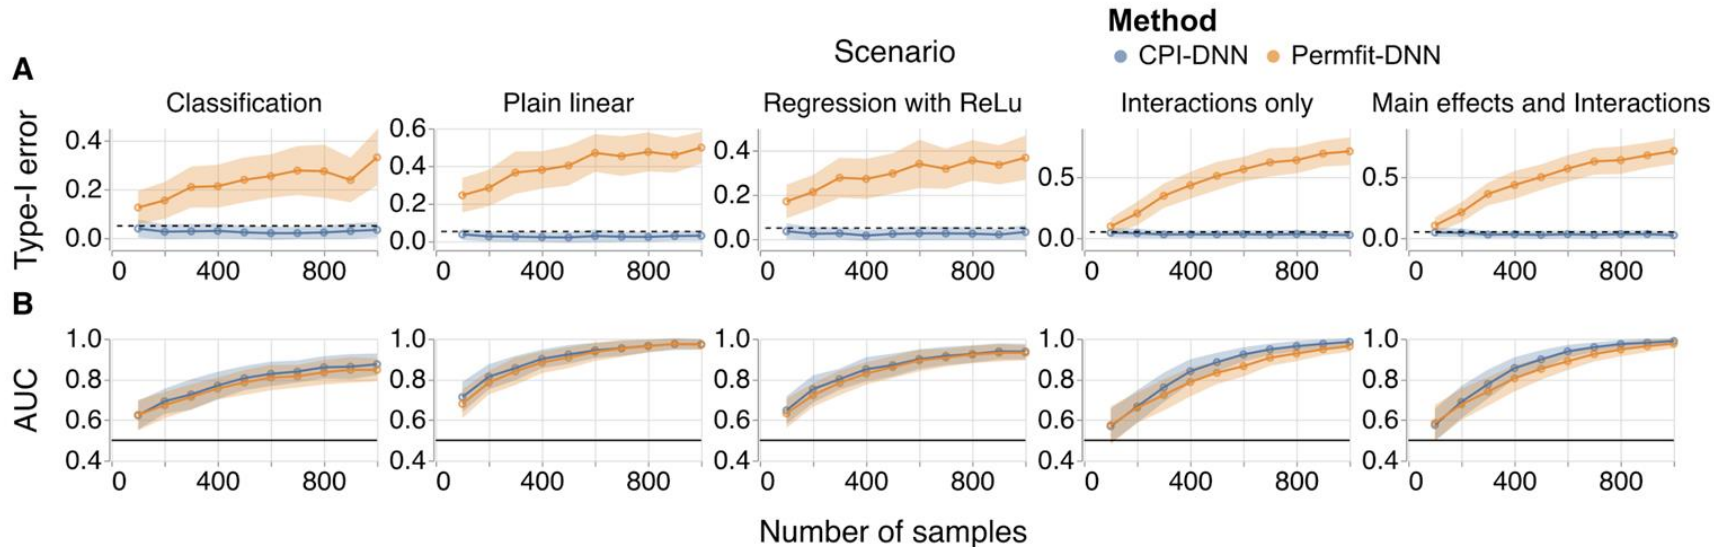 Method
Scenario
CPI-DNN Permfit-DNN
A
Classification Plain linear Regression with ReLu Interactions only Main effects and Interactions
Type-I error
0.4 0.2 0.0
0 400 800
0.6 0.4 0.2 0.0
0 400 800
0.4 0.2 0.0
0 400 800
0.5 0.0
0 400 800
0.5 0.0
0 400 800
B
AUC
1.0 0.8 0.6 0.4
0 400 800
1.0 0.8 0.6 0.4
0 400 800
1.0 0.8 0.6 0.4
0 400 800
1.0 0.8 0.6 0.4
0 400 800
1.0 0.8 0.6 0.4
0 400 800
Number of samples